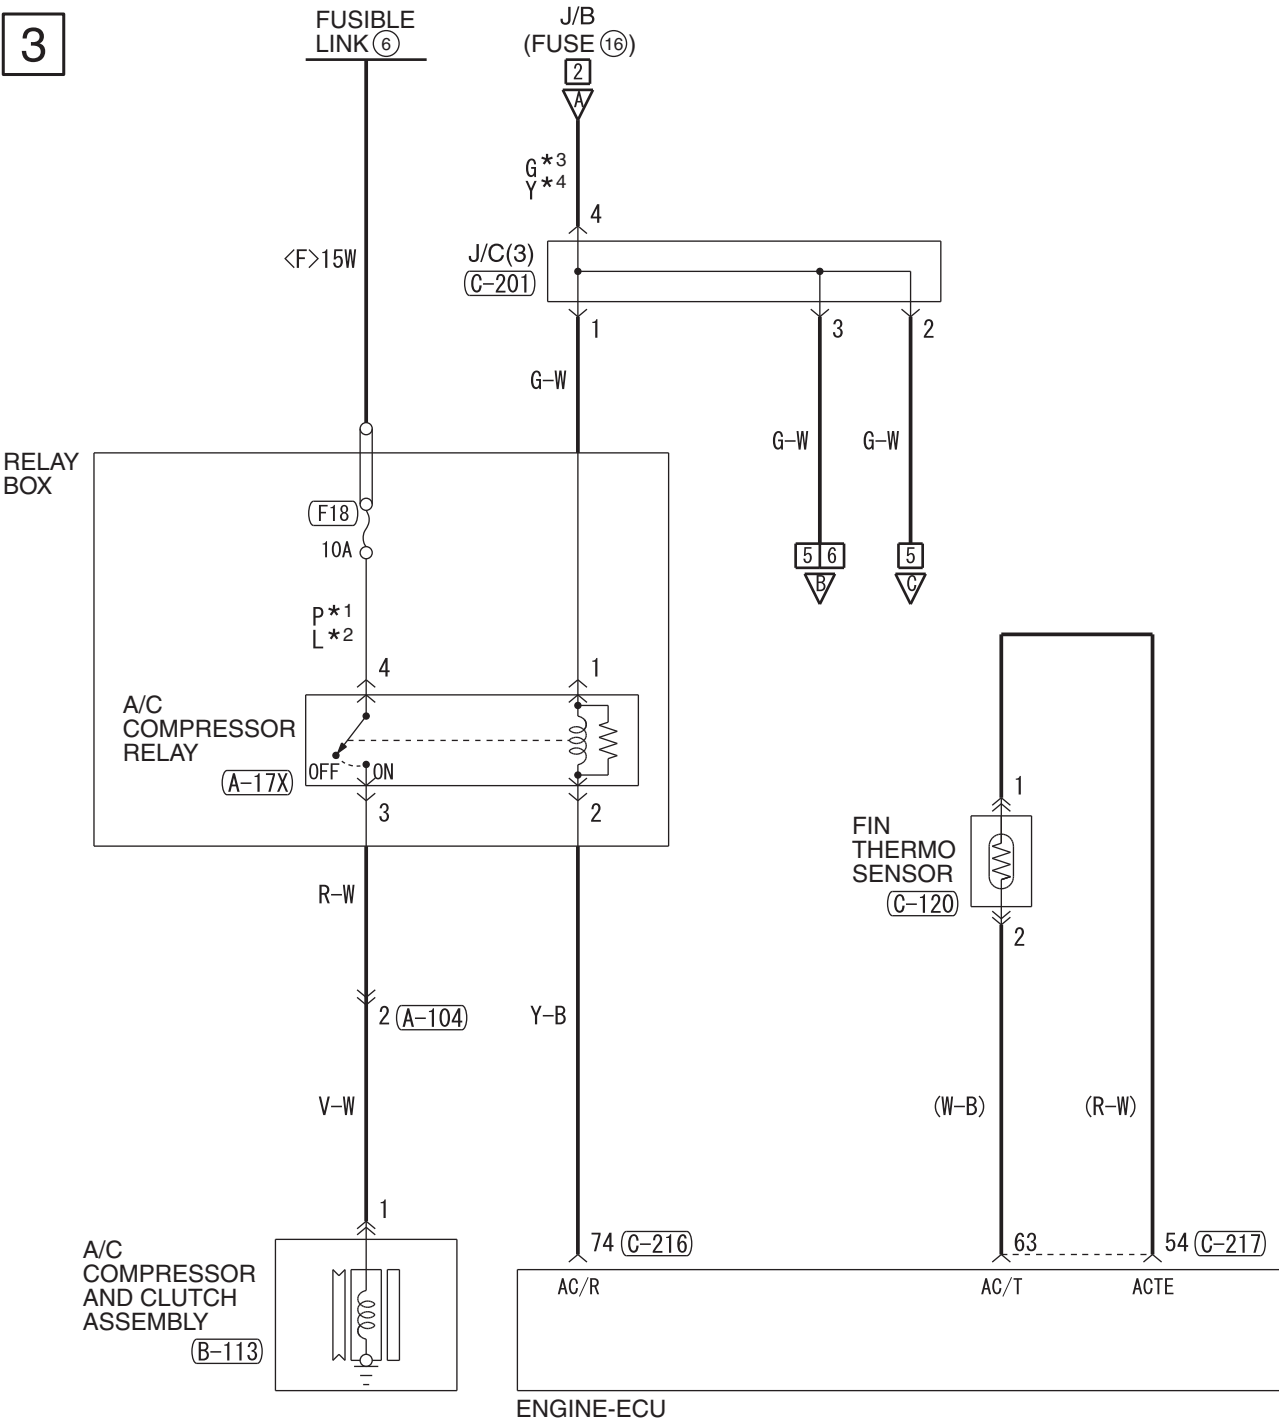 3
FUSIBLE
LINK 6
J/B
(FUSE 16)
2
A
G*3
Y*4
4
<F>15W
J/C(3)
C-201
1
3
2
G-W
G-W
G-W
RELAY
BOX
F18
10A
5 6
B
5
C
P*1
L*2
4
1
A/C
COMPRESSOR
RELAY
A-17X
OFF
ON
3
2
1
FIN
THERMO
SENSOR
C-120
2
R-W
2 A-104
Y-B
V-W
(W-B)
(R-W)
1
A/C
COMPRESSOR
AND CLUTCH
ASSEMBLY
B-113
74 C-216
63
54 C-217
AC/R
AC/T
ACTE
ENGINE-ECU